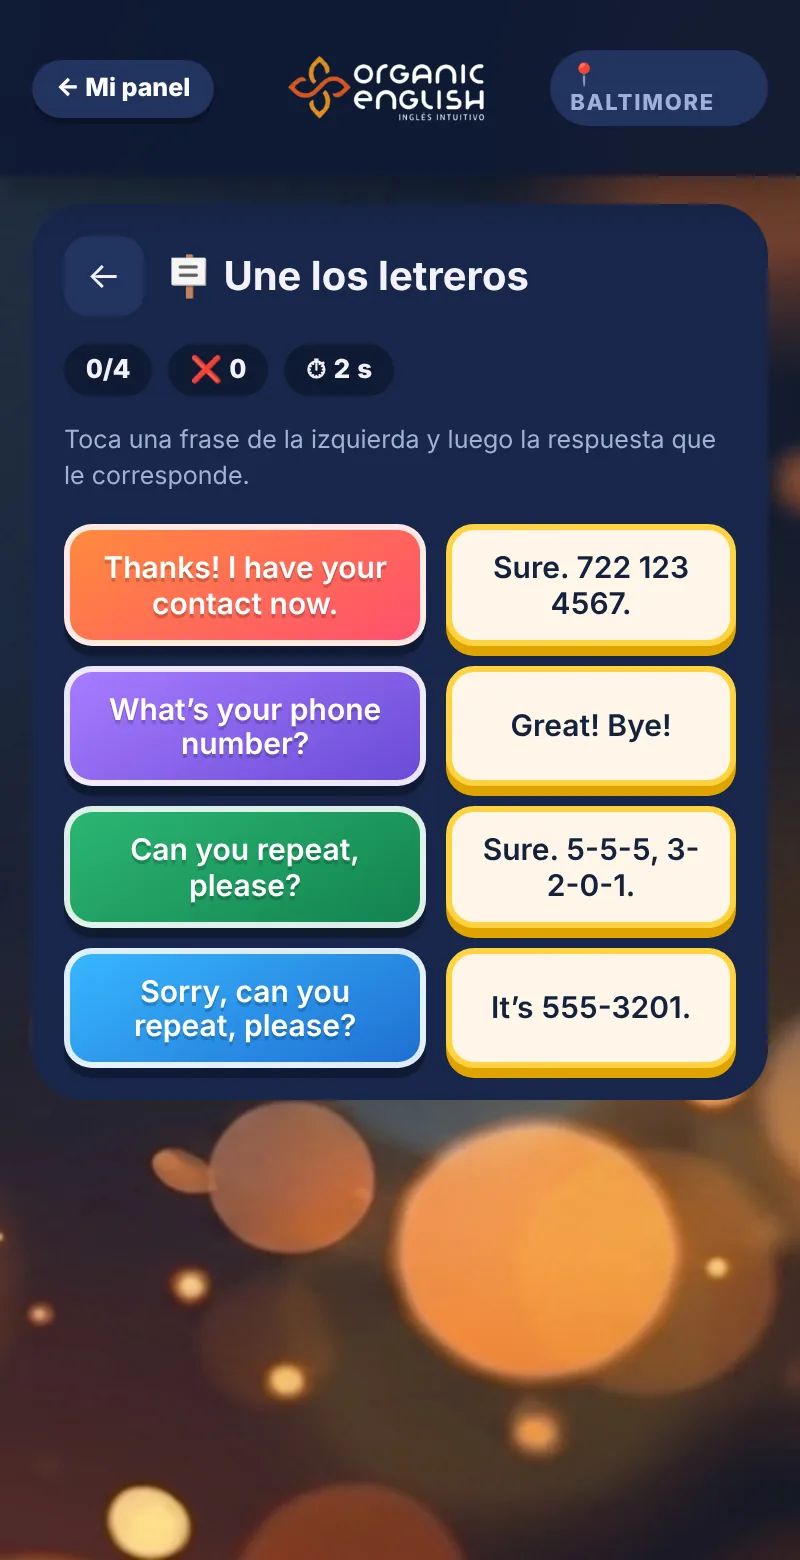 ← Mi panel
ORGANIC
ENGLISH
INGLÉS INTUITIVO
BALTIMORE
←
Une los letreros
0/4
❌ 0
⏱ 2 s
Toca una frase de la izquierda y luego la respuesta que
le corresponde.
Thanks! I have your
contact now.
Sure. 722 123
4567.
What’s your phone
number?
Great! Bye!
Can you repeat,
please?
Sure. 5-5-5, 3-
2-0-1.
Sorry, can you
repeat, please?
It’s 555-3201.